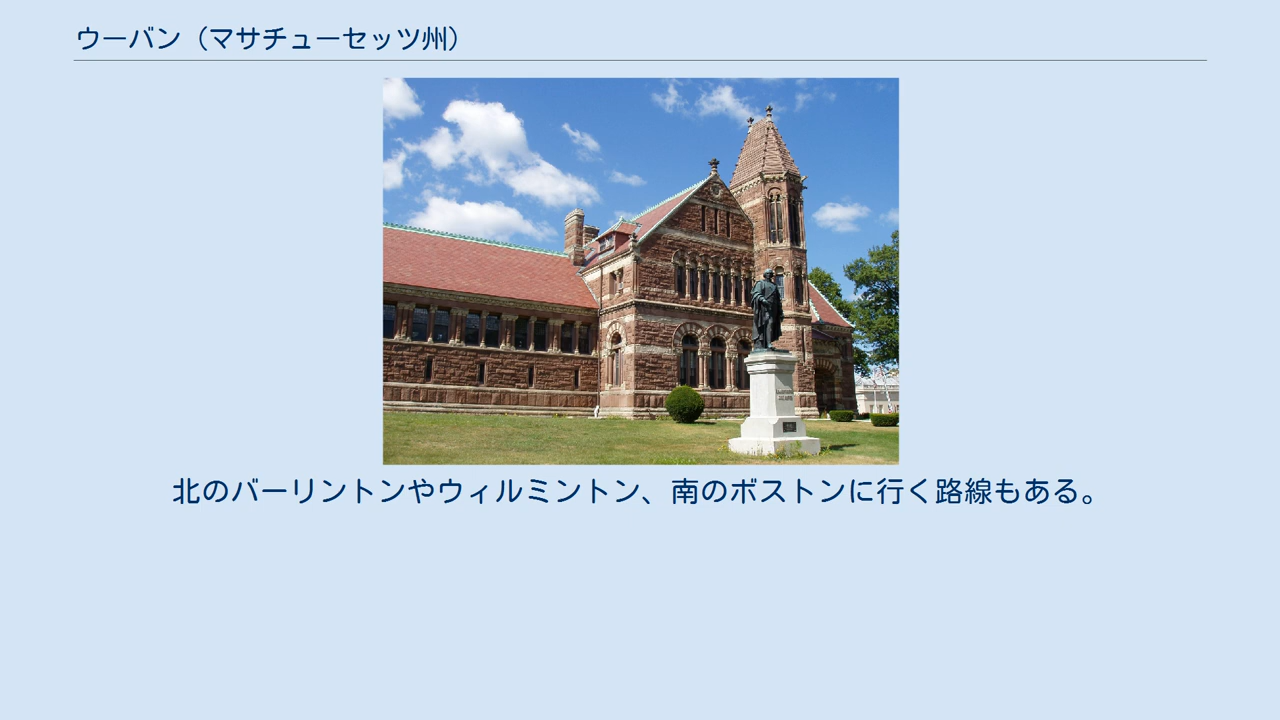 ウーバン（マサチューセッツ州）
北のバーリントンやウィルミントン、南のボストンに行く路線もある。